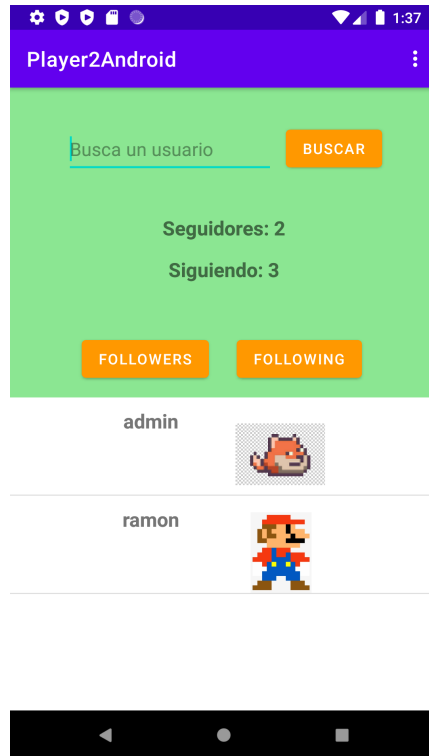 1:37
Player2Android
Busca un usuario
BUSCAR
Seguidores: 2
Siguiendo: 3
FOLLOWERS
FOLLOWING
admin
ramon